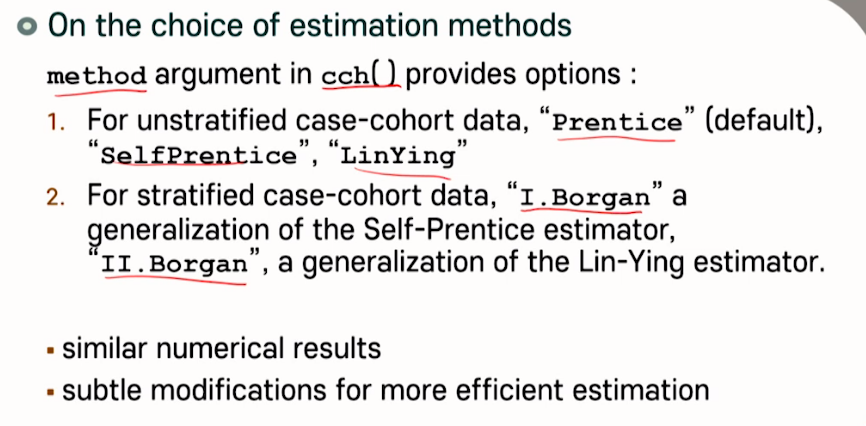 On the choice of estimation methods
method argument in cch() provides options :
1. For unstratified case-cohort data, “Prentice” (default),
“SelfPrentice”, “LinYing”
2. For stratified case-cohort data, “I.Borgan” a
generalization of the Self-Prentice estimator,
“II.Borgan”, a generalization of the Lin-Ying estimator.
▪ similar numerical results
▪ subtle modifications for more efficient estimation